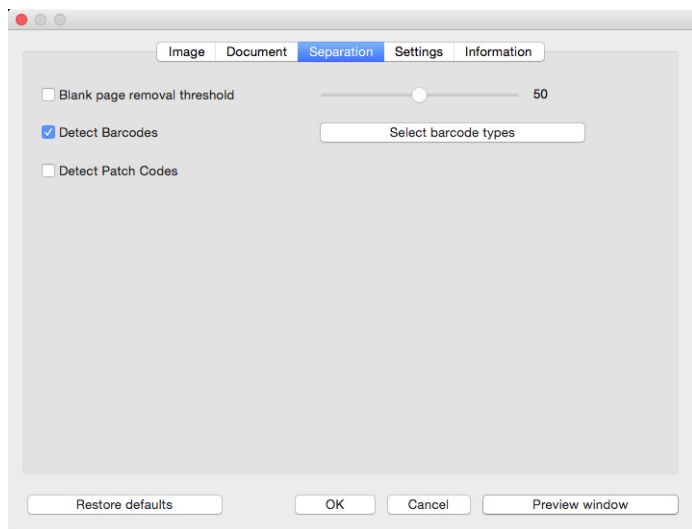 Image Document Separation Settings Information
Blank page removal threshold 50
Detect Barcodes Select barcode types
Detect Patch Codes
Restore defaults OK Cancel Preview window